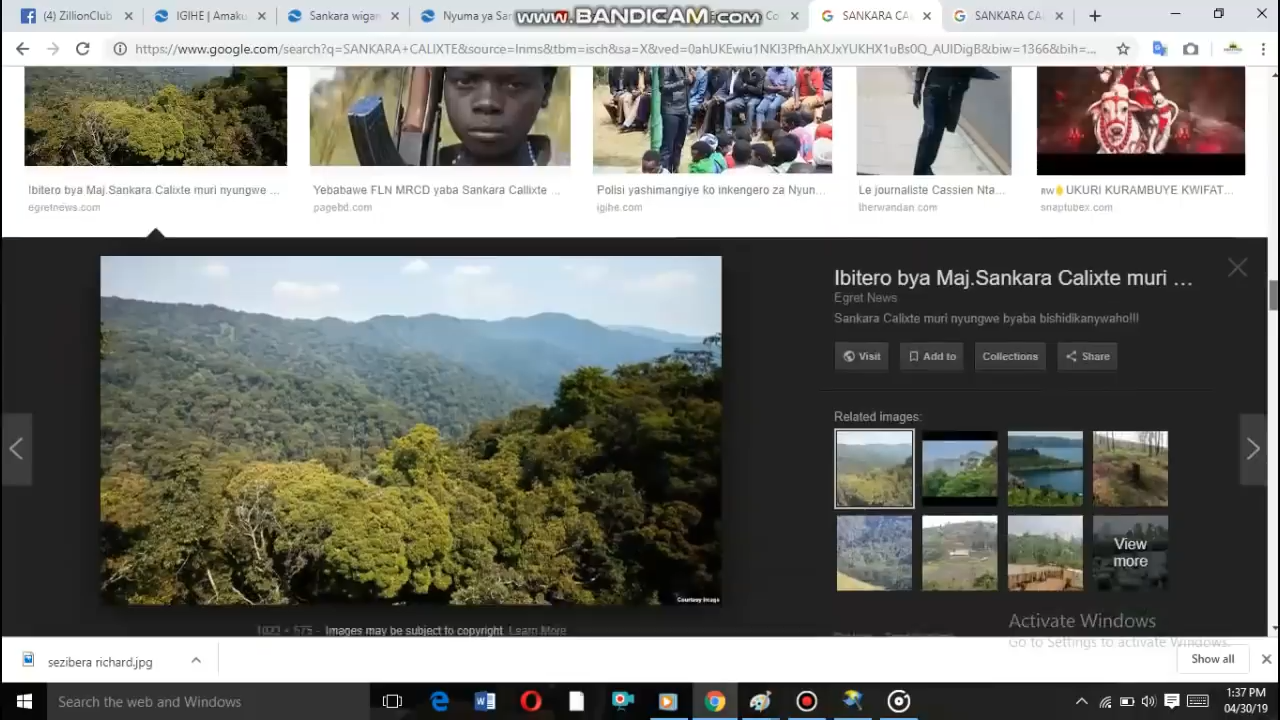 (4) ZillionClub
IGIHE | Amaku
Sankara wigan
Nyuma ya Sar
www.BANDICAM.com
SANKARA CA
SANKARA CA
https://www.google.com/search?q=SANKARA+CALIXTE&source=lnms&tbm=isch&sa=X&ved=0ahUKEwiu1NKI3PfhAhXJxYUKHX1uBs0Q_AUIDigB&biw=1366&bih=...
Ibitero bya Maj.Sankara Calixte muri nyungwe ...
egretnews.com
Yebabawe FLN MRCD yaba Sankara Callixte ...
pagebd.com
Polisi yashimangiye ko inkengero za Nyun...
igihe.com
Le journaliste Cassien Nta...
therwandan.com
UKURI KURAMBUYE KWIFAT...
snaptubex.com
Ibitero bya Maj.Sankara Calixte muri ...
Egret News
Sankara Calixte muri nyungwe byaba bishidikanywaho!!!
Visit
Add to
Collections
Share
Related images:
View more
Courtesy Image
1020 × 575 - Images may be subject to copyright. Learn More
Activate Windows
Go to Settings to activate Windows.
sezibera richard.jpg
Show all
Search the web and Windows
1:37 PM
04/30/19